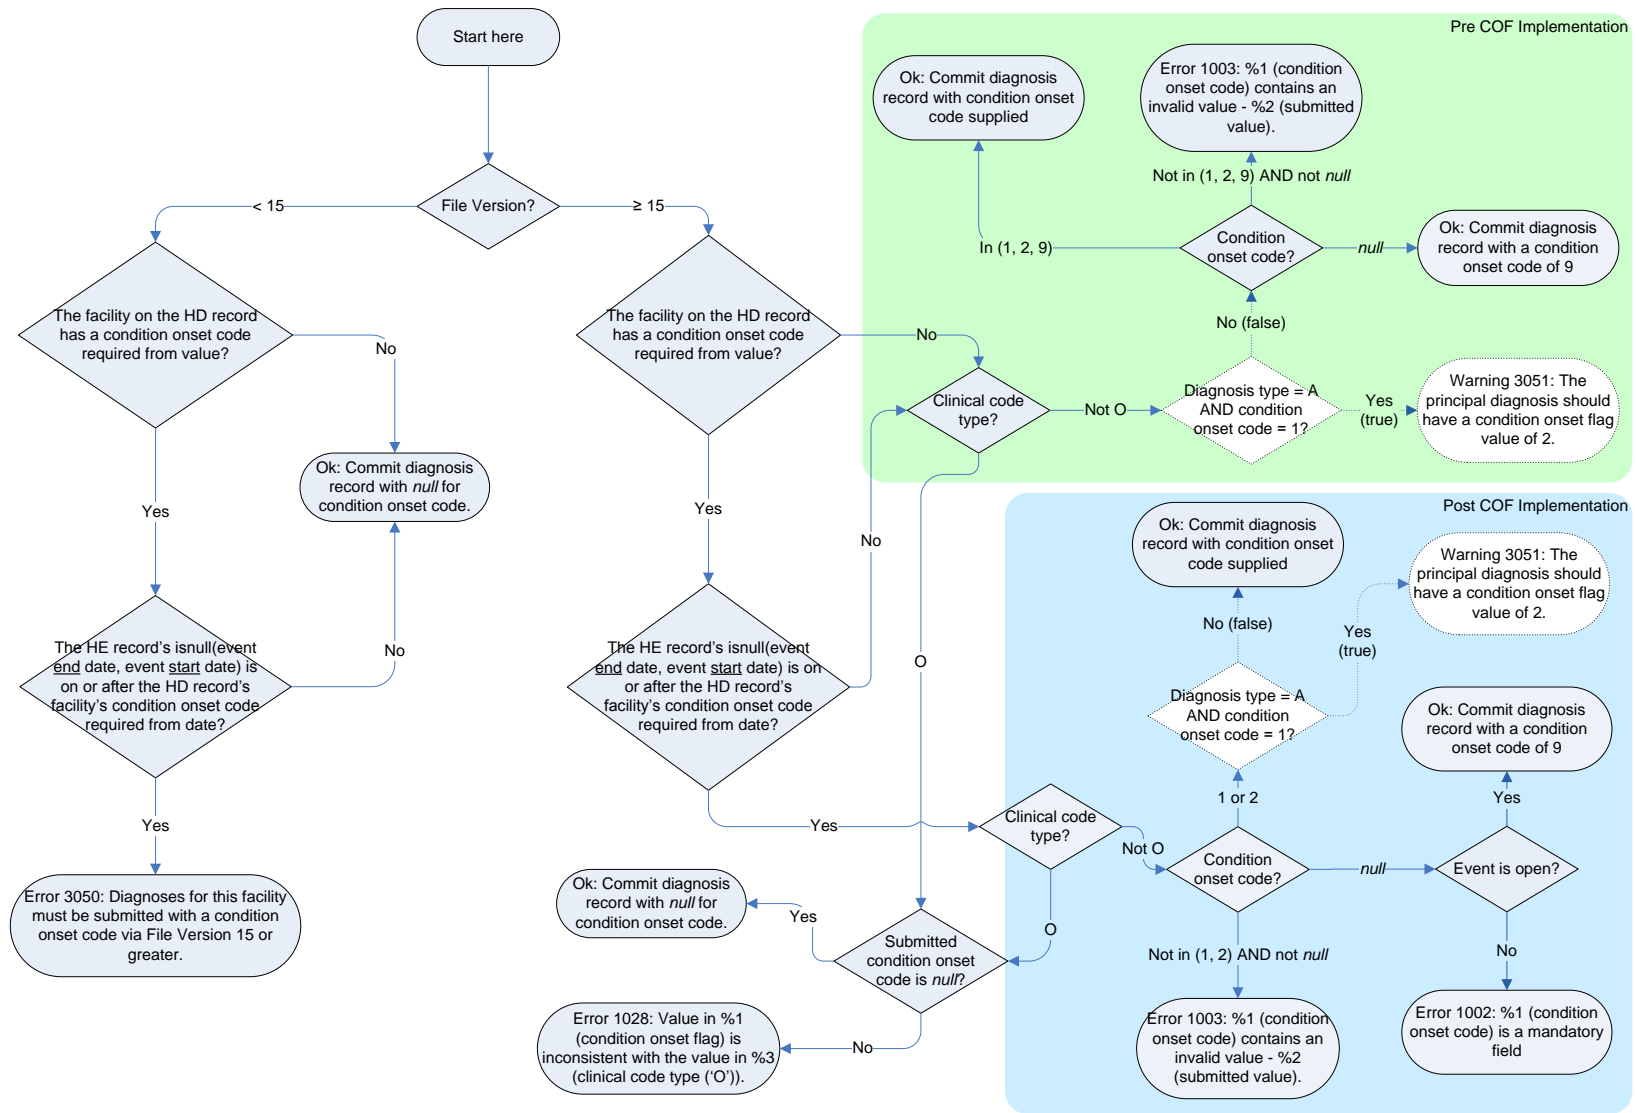 Start here
File Version?
< 15
≥ 15
The facility on the HD record
has a condition onset code
required from value?
No
Yes
Ok: Commit diagnosis
record with null for
condition onset code.
The HE record's isnull(event
end date, event start date) is
on or after the HD record's
facility's condition onset code
required from date?
No
Yes
Error 3050: Diagnoses for this facility
must be submitted with a condition
onset code via File Version 15 or
greater.
The facility on the HD record
has a condition onset code
required from value?
No
Yes
The HE record's isnull(event
end date, event start date) is on
or after the HD record's
facility's condition onset code
required from date?
No
Yes
Pre COF Implementation
Ok: Commit diagnosis
record with condition onset
code supplied
Error 1003: %1 (condition
onset code) contains an
invalid value - %2 (submitted
value).
Not in (1, 2, 9) AND not null
In (1, 2, 9)
Condition
onset code?
null
Ok: Commit diagnosis
record with a condition
onset code of 9
No (false)
Clinical code
type?
Not O
Diagnosis type = A
AND condition
onset code = 1?
Yes
(true)
Warning 3051: The
principal diagnosis should
have a condition onset flag
value of 2.
O
Post COF Implementation
Ok: Commit diagnosis
record with condition onset
code supplied
Warning 3051: The
principal diagnosis should
have a condition onset flag
value of 2.
No (false)
Yes
(true)
Diagnosis type = A
AND condition
onset code = 1?
Ok: Commit diagnosis
record with a condition
onset code of 9
1 or 2
Yes
Clinical code
type?
Not O
Condition
onset code?
null
Event is open?
O
Not in (1, 2) AND not null
No
Error 1003: %1 (condition
onset code) contains an
invalid value - %2
(submitted value).
Error 1002: %1 (condition
onset code) is a mandatory
field
Ok: Commit diagnosis
record with null for
condition onset code.
Yes
Submitted
condition onset
code is null?
No
Error 1028: Value in %1
(condition onset flag) is
inconsistent with the value in %3
(clinical code type ('O')).